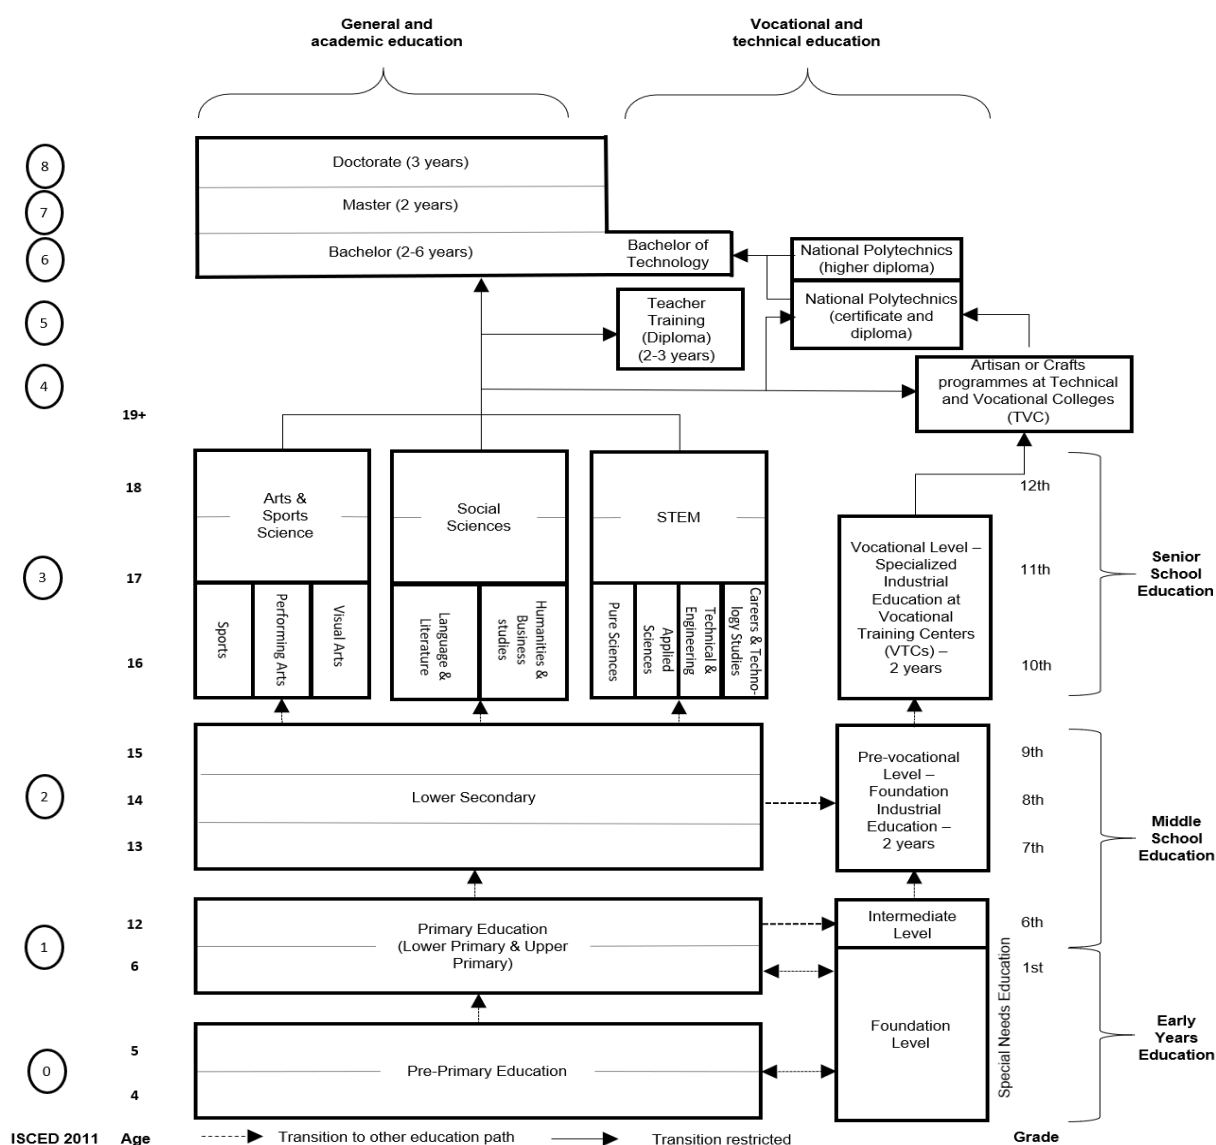 General and
academic education
Vocational and
technical education
8
Doctorate (3 years)
7
Master (2 years)
6
Bachelor (2-6 years)
Bachelor of
Technology
National Polytechnics
(higher diploma)
5
Teacher
Training
(Diploma)
(2-3 years)
National Polytechnics
(certificate and
diploma)
4
Artisan or Crafts
programmes at Technical
and Vocational Colleges
(TVC)
19+
18
Arts &
Sports
Science
Social
Sciences
STEM
12th
3
17
Vocational Level –
Specialized
Industrial
Education at
Vocational
Training Centers
(VTCs) –
2 years
11th
Senior
School
Education
16
Sports
Performing Arts
Visual Arts
Language &
Literature
Humanities &
Business
studies
Pure Sciences
Applied
Sciences
Technical &
Engineering
Careers & Techno-
logy Studies
10th
15
9th
2
14
Lower Secondary
Pre-vocational
Level –
Foundation
Industrial
Education –
2 years
8th
13
7th
Middle
School
Education
12
Primary Education
(Lower Primary & Upper
Primary)
Intermediate
Level
6th
1
6
1st
Special Needs Education
Foundation
Level
Early
Years
Education
5
0
Pre-Primary Education
4
ISCED 2011
Age
Transition to other education path
Transition restricted
Grade